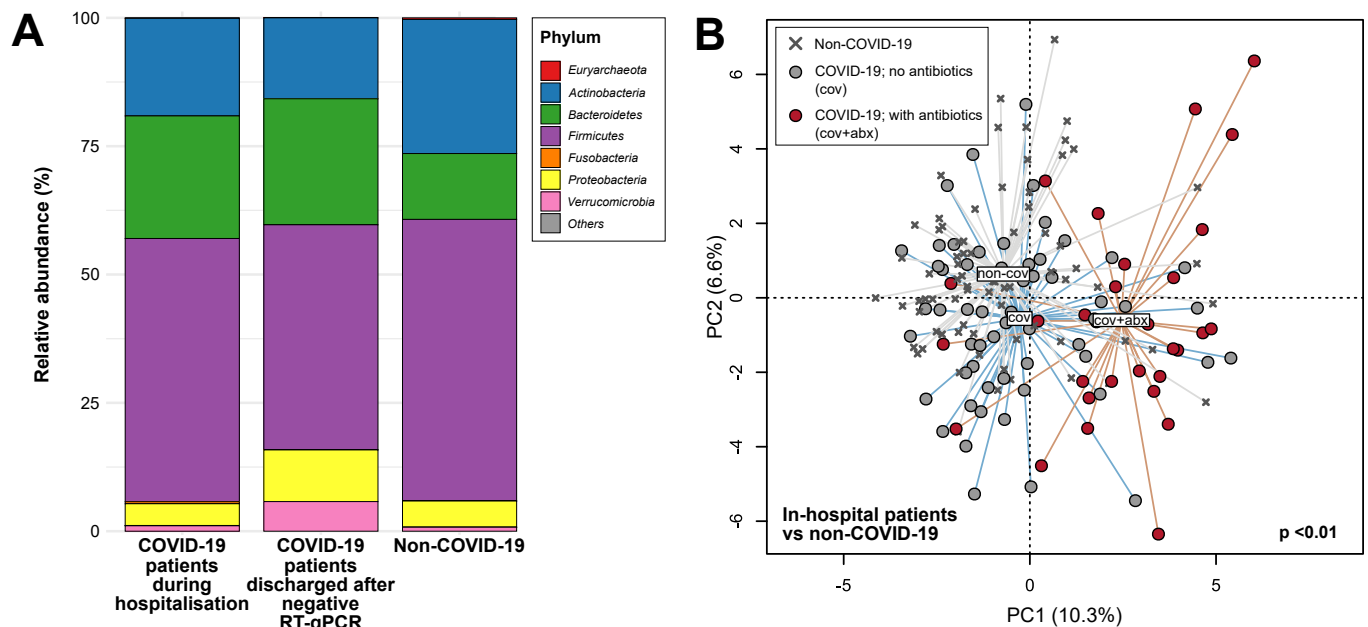 A
Relative abundance (%)
100
75
50
25
0
COVID-19
patients
during
hospitalisation
COVID-19
patients
discharged after
negative
RT-qPCR
Non-COVID-19
Phylum
Euryarchaeota
Actinobacteria
Bacteroidetes
Firmicutes
Fusobacteria
Proteobacteria
Verrucomicrobia
Others
B
Non-COVID-19
COVID-19; no antibiotics
(cov)
COVID-19; with antibiotics
(cov+abx)
PC2 (6.6%)
6
4
2
0
-2
-4
-6
non-cov
cov
cov+abx
In-hospital patients
vs non-COVID-19
p <0.01
-5
0
5
PC1 (10.3%)